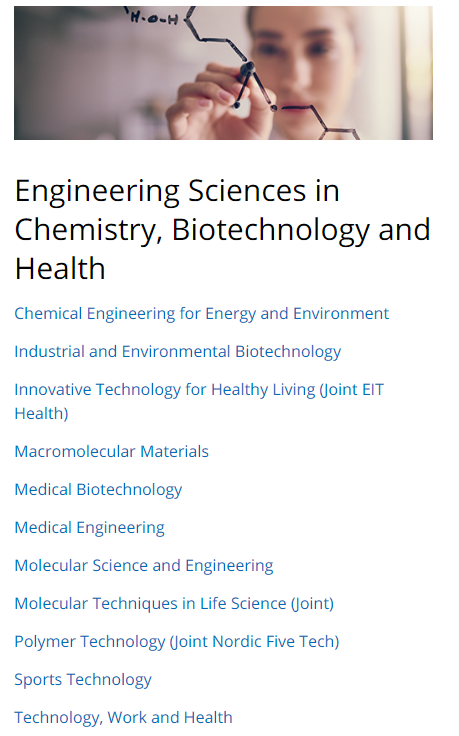 H-O-H
Engineering Sciences in
Chemistry, Biotechnology and
Health
Chemical Engineering for Energy and Environment
Industrial and Environmental Biotechnology
Innovative Technology for Healthy Living (Joint EIT
Health)
Macromolecular Materials
Medical Biotechnology
Medical Engineering
Molecular Science and Engineering
Molecular Techniques in Life Science (Joint)
Polymer Technology (Joint Nordic Five Tech)
Sports Technology
Technology, Work and Health